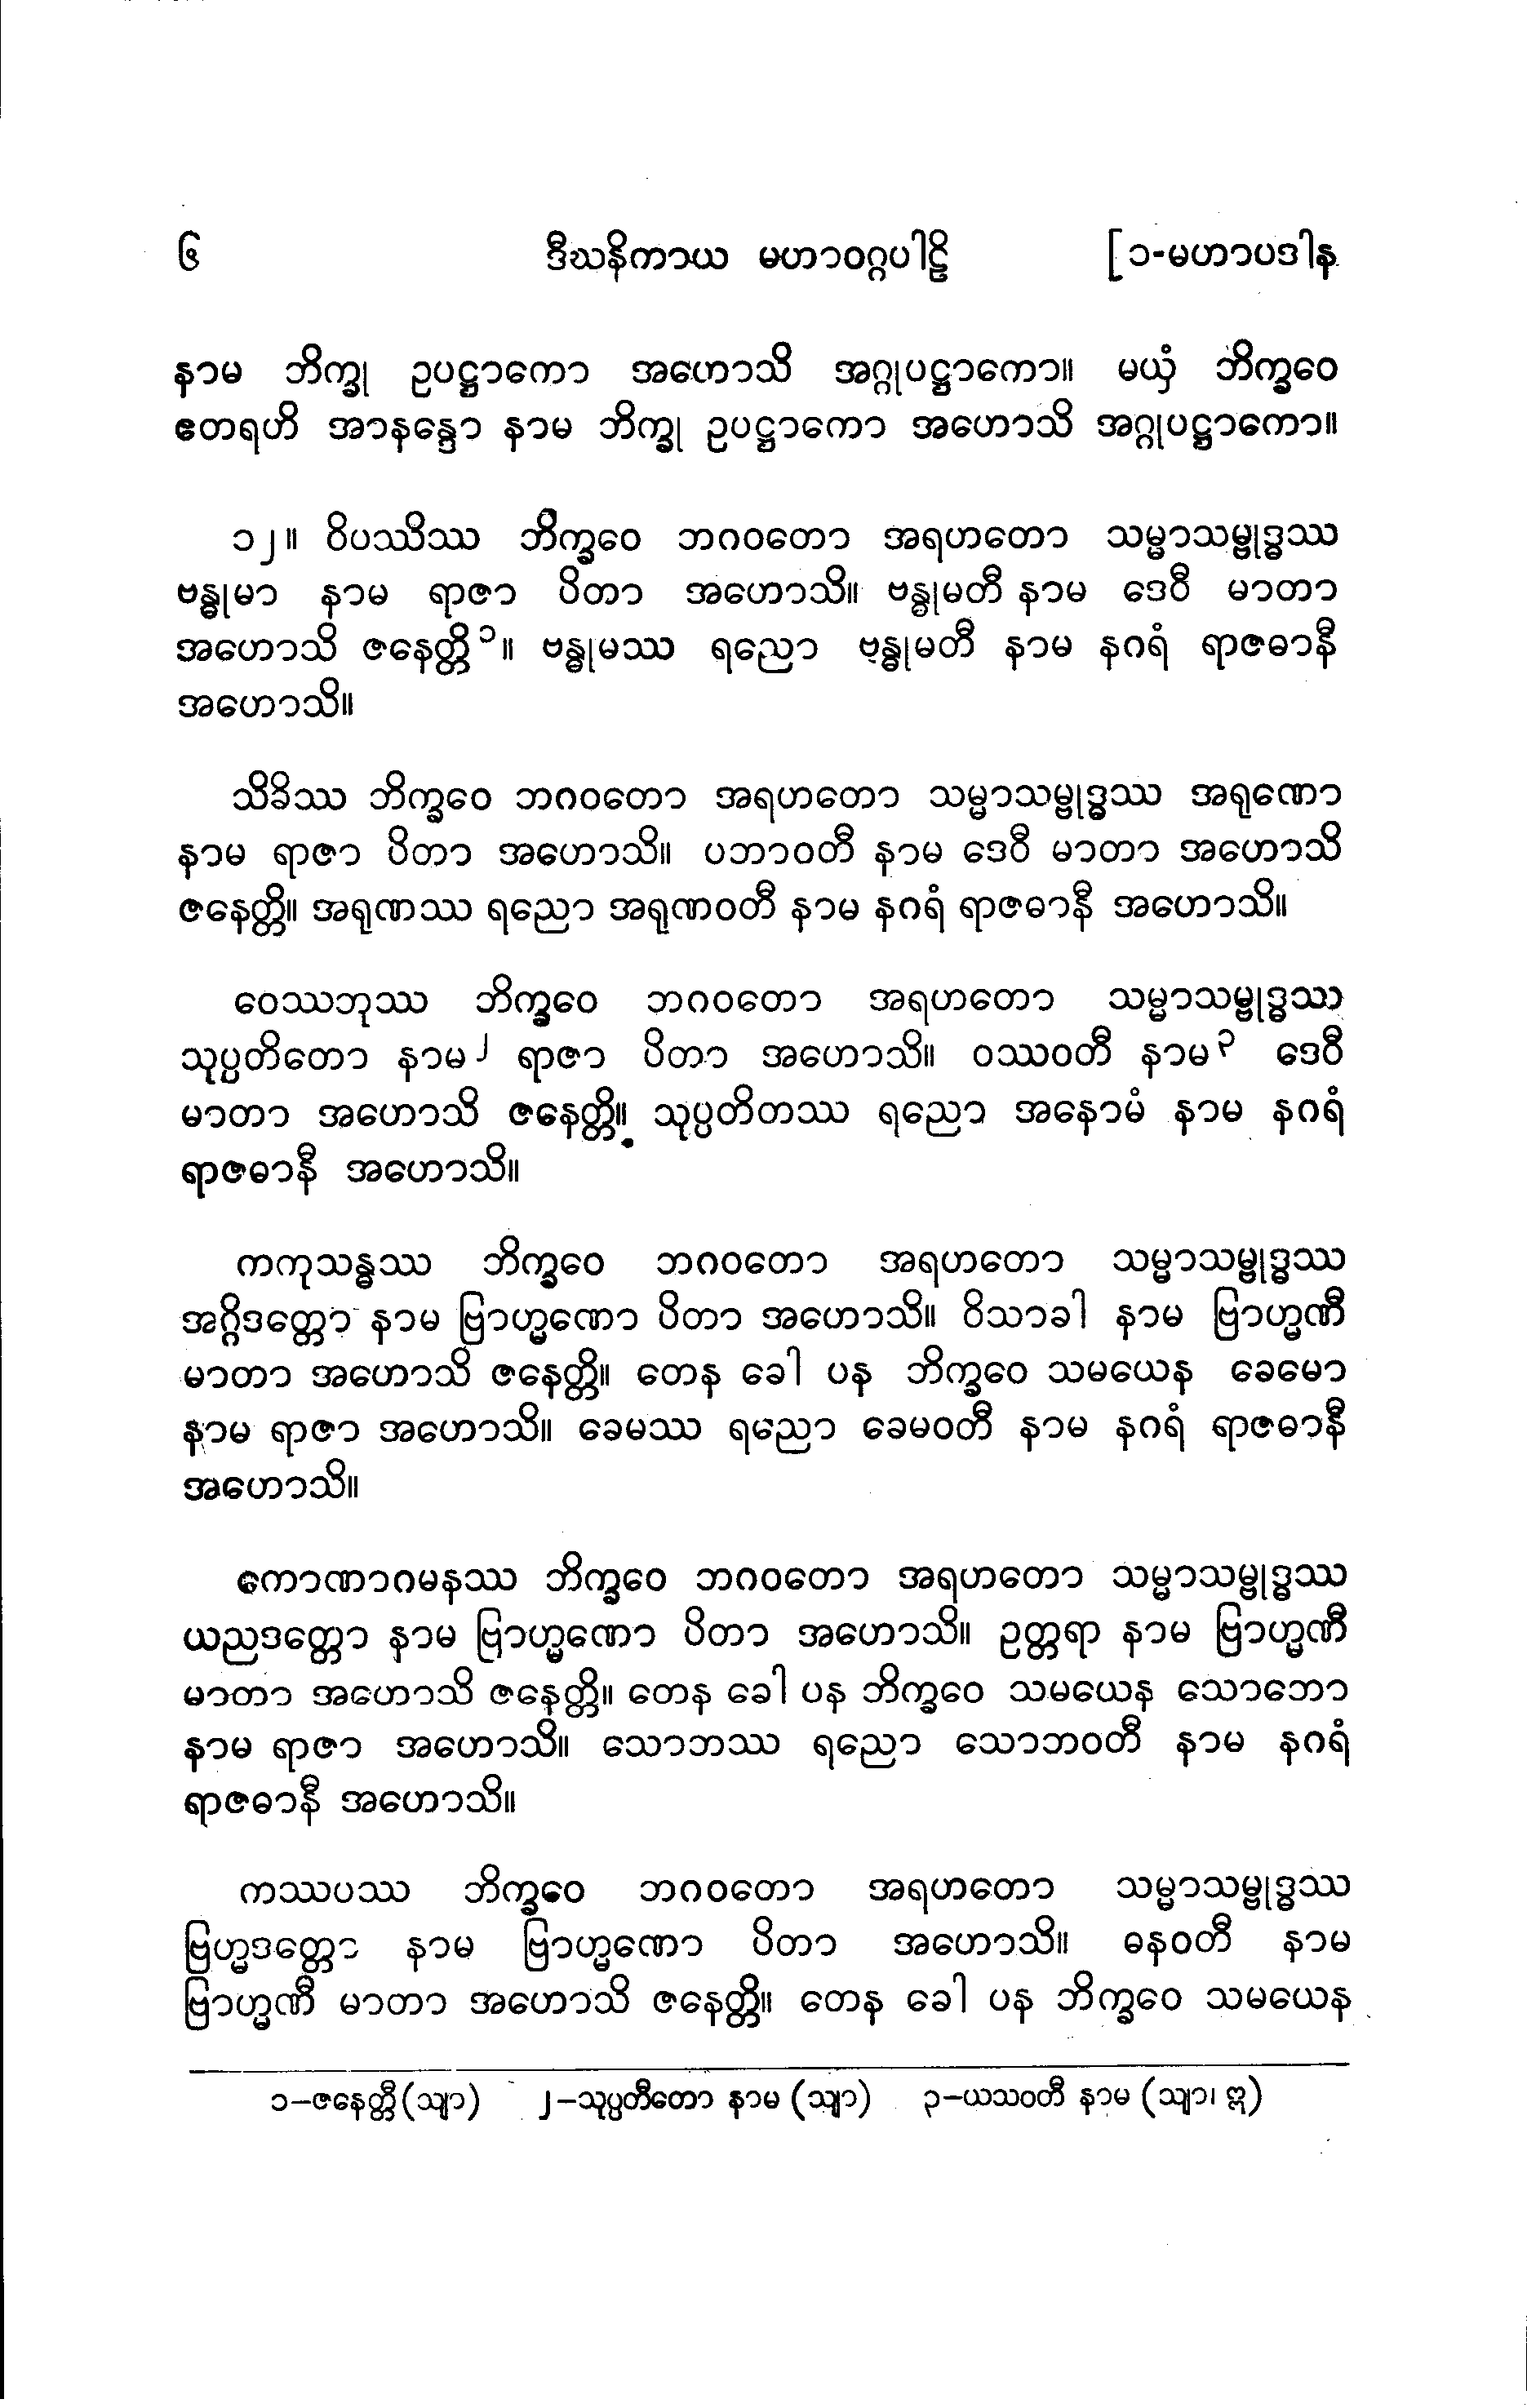 ၆ ဒီဃနိကာယ မဟာဝဂ္ဂပါဠိ [၁-မဟာပဒါန
နာမ ဘိက္ခု ဥပဋ္ဌာကော အဟောသိ အဂ္ဂုပဋ္ဌာကော။ မယှံ ဘိက္ခဝေ
ဧတရဟိ အာနန္ဒော နာမ ဘိက္ခု ဥပဋ္ဌာကော အဟောသိ အဂ္ဂုပဋ္ဌာကော။
၁၂။ ဝိပဿိဿ ဘိက္ခဝေ ဘဂဝတော အရဟတော သမ္မာသမ္ဗုဒ္ဓဿ
ဗန္ဓုမာ နာမ ရာဇာ ပိတာ အဟောသိ။ ဗန္ဓုမတီ နာမ ဒေဝီ မာတာ
အဟောသိ ဇနေတ္တိ၁။ ဗန္ဓုမဿ ရညော ဗန္ဓုမတီ နာမ နဂရံ ရာဇဓာနီ
အဟောသိ။
သိခိဿ ဘိက္ခဝေ ဘဂဝတော အရဟတော သမ္မာသမ္ဗုဒ္ဓဿ အရုဏော
နာမ ရာဇာ ပိတာ အဟောသိ။ ပဘာဝတီ နာမ ဒေဝီ မာတာ အဟောသိ
ဇနေတ္တိ။ အရုဏဿ ရညော အရုဏဝတီ နာမ နဂရံ ရာဇဓာနီ အဟောသိ။
ဝေဿဘုဿ ဘိက္ခဝေ ဘဂဝတော အရဟတော သမ္မာသမ္ဗုဒ္ဓဿ
သုပ္ပတိတော နာမ၂ ရာဇာ ပိတာ အဟောသိ။ ဝဿဝတီ နာမ၃ ဒေဝီ
မာတာ အဟောသိ ဇနေတ္တိ။ သုပ္ပတိတဿ ရညော အနောမံ နာမ နဂရံ
ရာဇဓာနီ အဟောသိ။
ကကုသန္ဓဿ ဘိက္ခဝေ ဘဂဝတော အရဟတော သမ္မာသမ္ဗုဒ္ဓဿ
အဂ္ဂိဒတ္တော နာမ ဗြာဟ္မဏော ပိတာ အဟောသိ။ ဝိသာခါ နာမ ဗြာဟ္မဏီ
မာတာ အဟောသိ ဇနေတ္တိ။ တေန ခေါ ပန ဘိက္ခဝေ သမယေန ခေမော
နာမ ရာဇာ အဟောသိ။ ခေမဿ ရညော ခေမဝတီ နာမ နဂရံ ရာဇဓာနီ
အဟောသိ။
ကောဏာဂမနဿ ဘိက္ခဝေ ဘဂဝတော အရဟတော သမ္မာသမ္ဗုဒ္ဓဿ
ယညဒတ္တော နာမ ဗြာဟ္မဏော ပိတာ အဟောသိ။ ဥတ္တရာ နာမ ဗြာဟ္မဏီ
မာတာ အဟောသိ ဇနေတ္တိ။ တေန ခေါ ပန ဘိက္ခဝေ သမယေန သောဘော
နာမ ရာဇာ အဟောသိ။ သောဘဿ ရညော သောဘဝတီ နာမ နဂရံ
ရာဇဓာနီ အဟောသိ။
ကဿပဿ ဘိက္ခဝေ ဘဂဝတော အရဟတော သမ္မာသမ္ဗုဒ္ဓဿ
ဗြဟ္မဒတ္တော နာမ ဗြာဟ္မဏော ပိတာ အဟောသိ။ ဓနဝတီ နာမ
ဗြာဟ္မဏီ မာတာ အဟောသိ ဇနေတ္တိ။ တေန ခေါ ပန ဘိက္ခဝေ သမယေန
၁–ဇနေတ္တီ (သျာ) ၂–သုပ္ပတီတော နာမ (သျာ) ၃–ယသဝတီ နာမ (သျာ၊ ဣ)